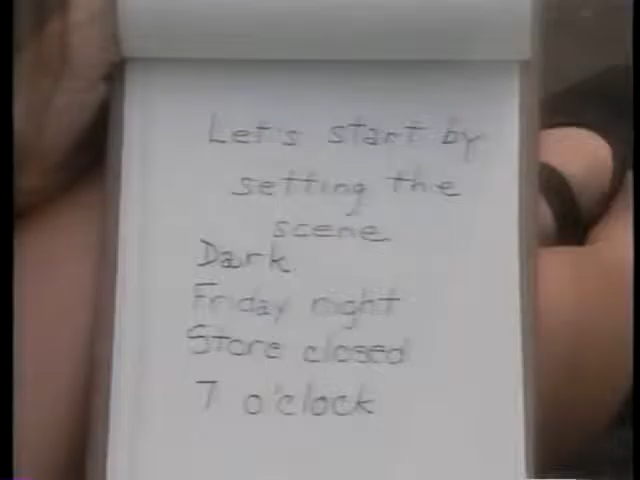 Let's start by
setting the
scene
Dark
Friday night
Store closed
7 o'clock